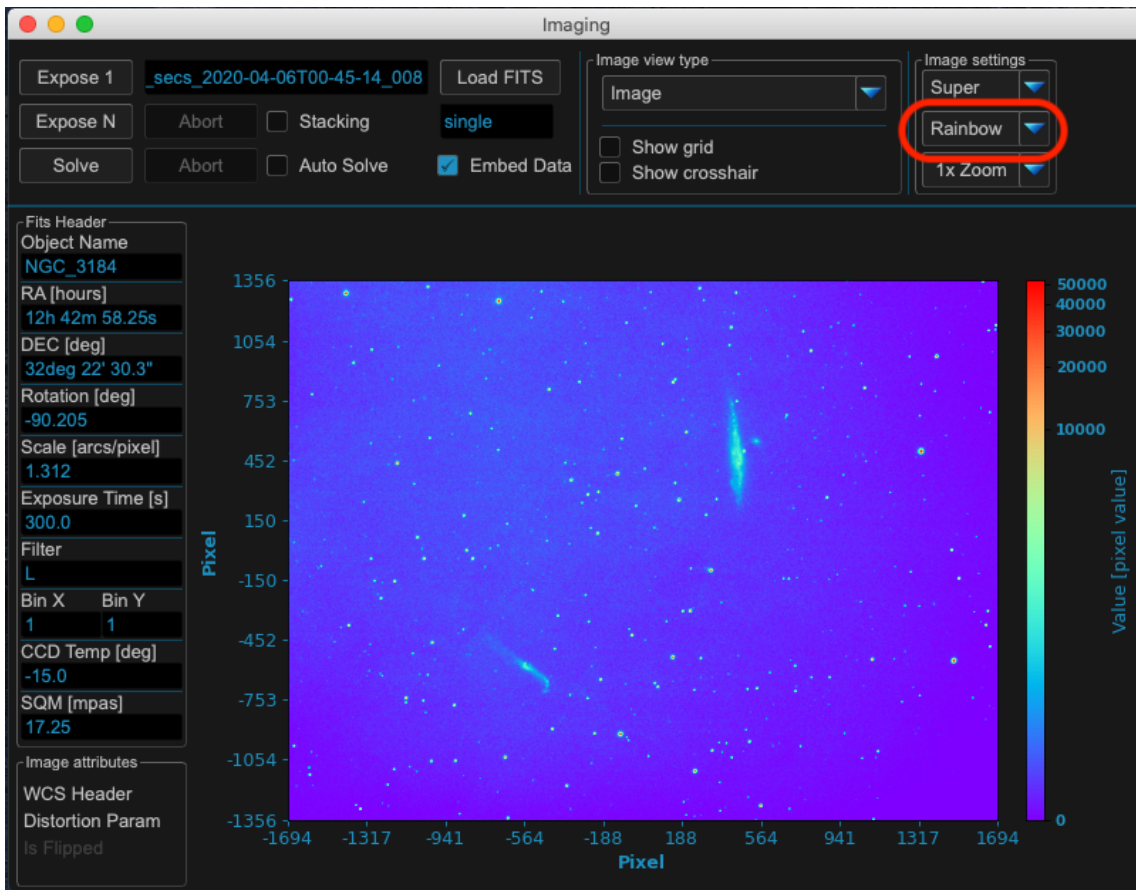 Imaging
Expose 1
_secs_2020-04-06T00-45-14_008
Load FITS
Expose N
Abort
Stacking
single
Solve
Abort
Auto Solve
Embed Data
Image view type
Image
Show grid
Show crosshair
Image settings
Super
Rainbow
1x Zoom
Fits Header
Object Name
NGC_3184
RA [hours]
12h 42m 58.25s
DEC [deg]
32deg 22' 30.3"
Rotation [deg]
-90.205
Scale [arcs/pixel]
1.312
Exposure Time [s]
300.0
Filter
L
Bin X Bin Y
1 1
CCD Temp [deg]
-15.0
SQM [mpas]
17.25
Image attributes
WCS Header
Distortion Param
Is Flipped
Pixel
1356
1054
753
452
150
-150
-452
-753
-1054
-1356
-1694 -1317 -941 -564 -188 188 564 941 1317 1694
Pixel
50000
40000
30000
20000
10000
0
Value [pixel value]